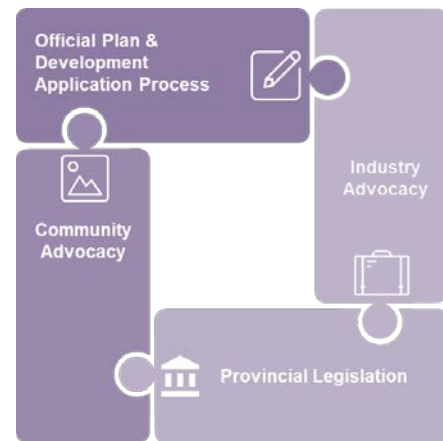 Official Plan &
Development
Application Process
Industry
Advocacy
Community
Advocacy
Provincial Legislation